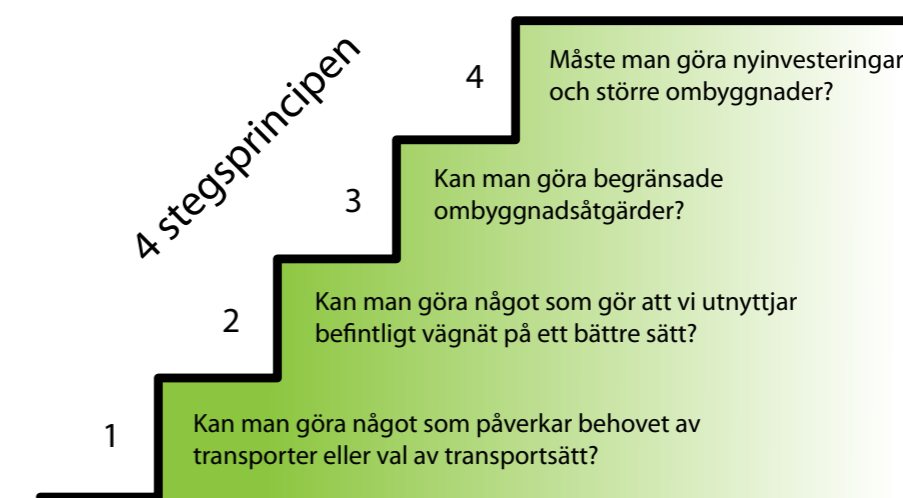 4 stegsprincipen
4
Måste man göra nyinvesteringar
och större ombyggnader?
3
Kan man göra begränsade
ombyggnadsåtgärder?
2
Kan man göra något som gör att vi utnyttjar
befintligt vägnät på ett bättre sätt?
1
Kan man göra något som påverkar behovet av
transporter eller val av transportsätt?